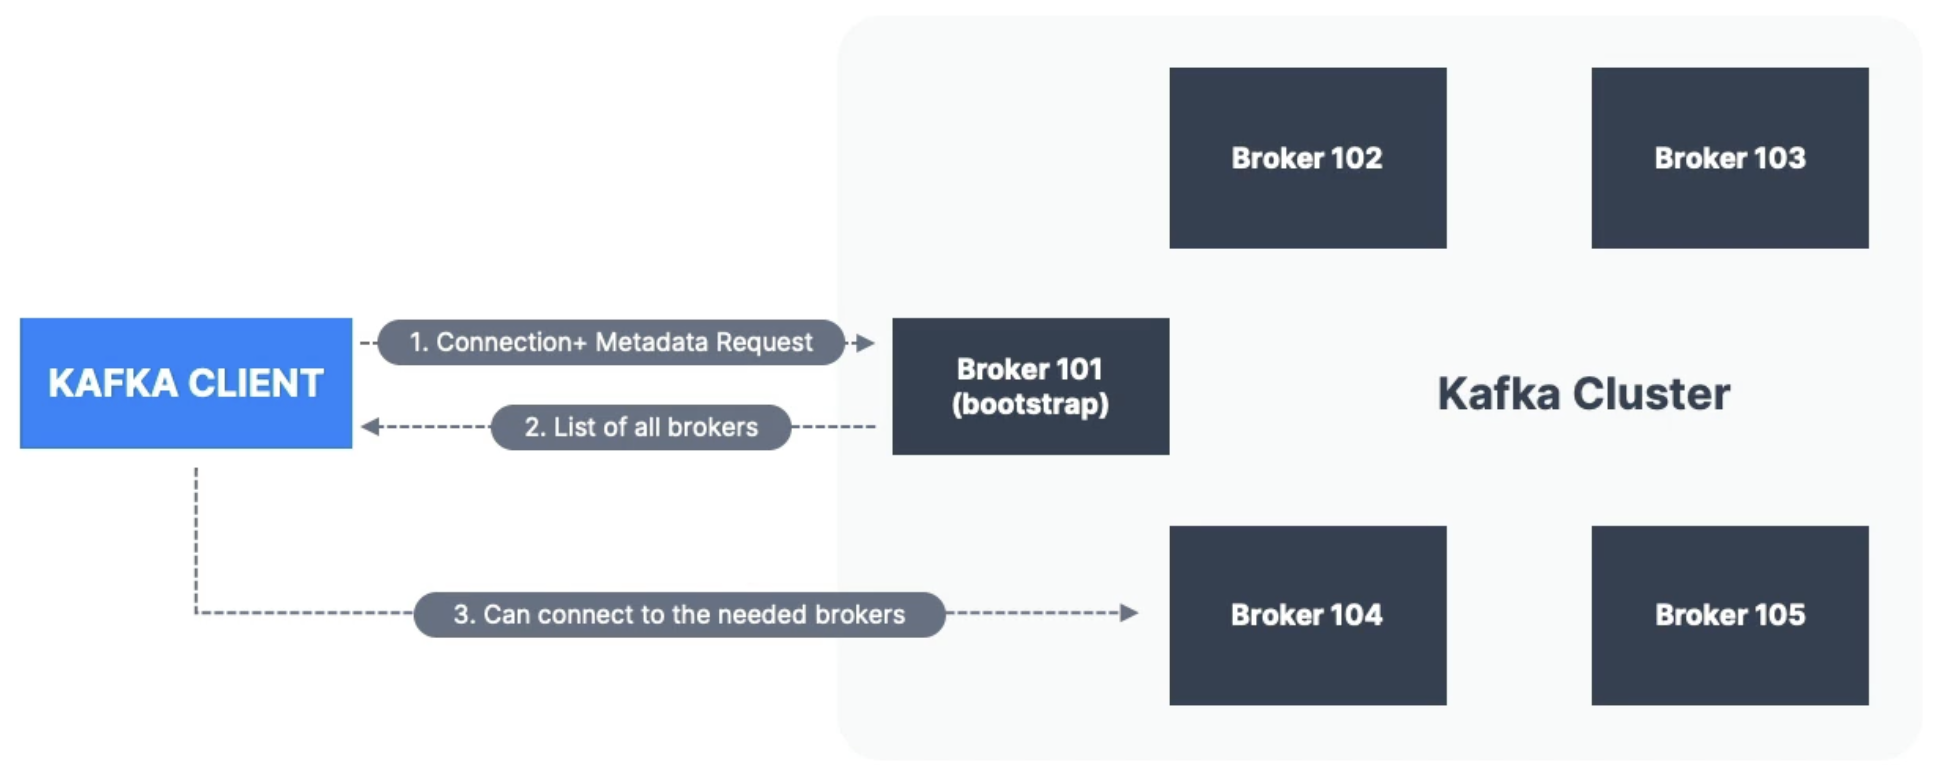 Broker 102
Broker 103
1. Connection+ Metadata Request
KAFKA CLIENT
Broker 101
(bootstrap)
Kafka Cluster
2. List of all brokers
3. Can connect to the needed brokers
Broker 104
Broker 105